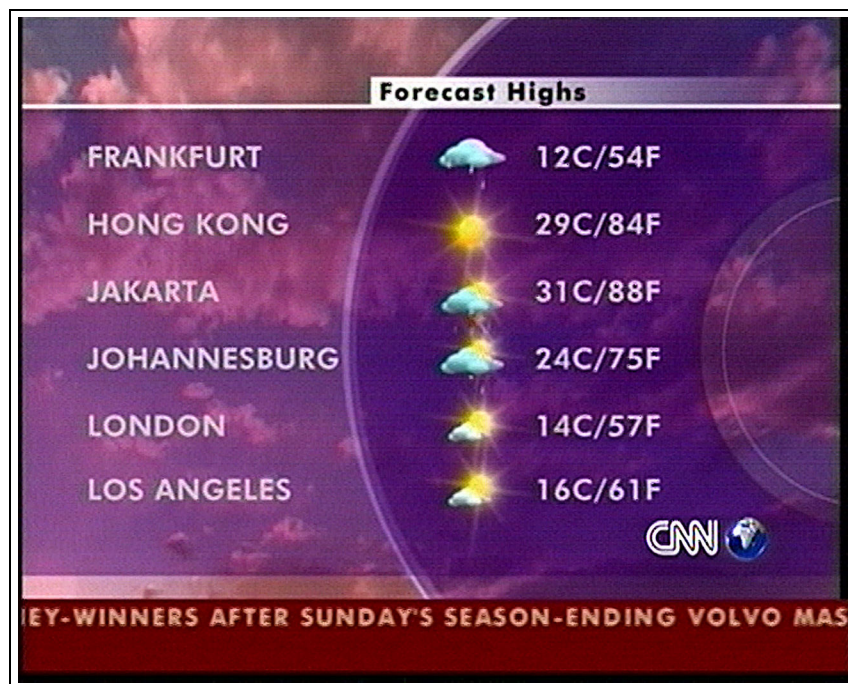 Forecast Highs
FRANKFURT 12C/54F
HONG KONG 29C/84F
JAKARTA 31C/88F
JOHANNESBURG 24C/75F
LONDON 14C/57F
LOS ANGELES 16C/61F
CNN
EY-WINNERS AFTER SUNDAY'S SEASON-ENDING VOLVO MAS